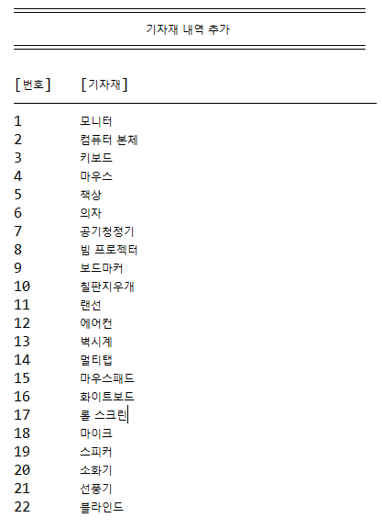 기자재 내역 추가
[번호] [기자재]
1 모니터
2 컴퓨터 본체
3 키보드
4 마우스
5 책상
6 의자
7 공기청정기
8 빔 프로젝터
9 보드마커
10 칠판지우개
11 랜선
12 에어컨
13 벽시계
14 멀티탭
15 마우스패드
16 화이트보드
17 롤 스크린
18 마이크
19 스피커
20 소화기
21 선풍기
22 블라인드